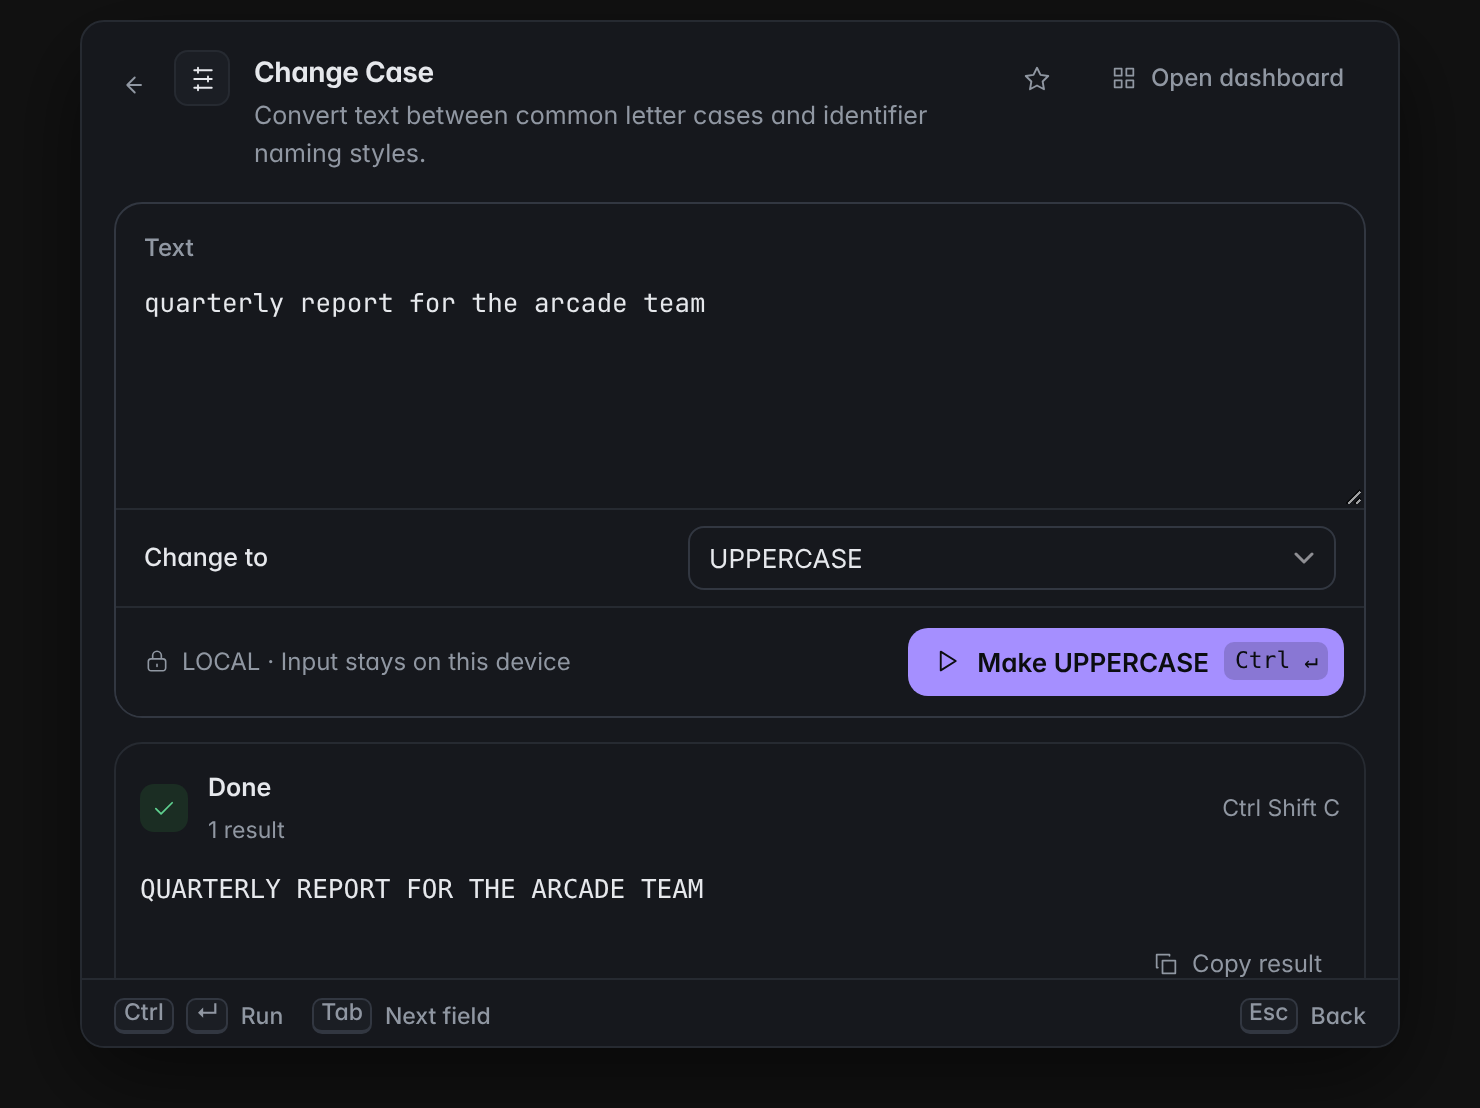 Change Case
Open dashboard
Convert text between common letter cases and identifier
naming styles.
Text
quarterly report for the arcade team
Change to
UPPERCASE
LOCAL · Input stays on this device
Make UPPERCASE Ctrl ↵
Done
1 result
Ctrl Shift C
QUARTERLY REPORT FOR THE ARCADE TEAM
Copy result
Ctrl ↵ Run Tab Next field
Esc Back